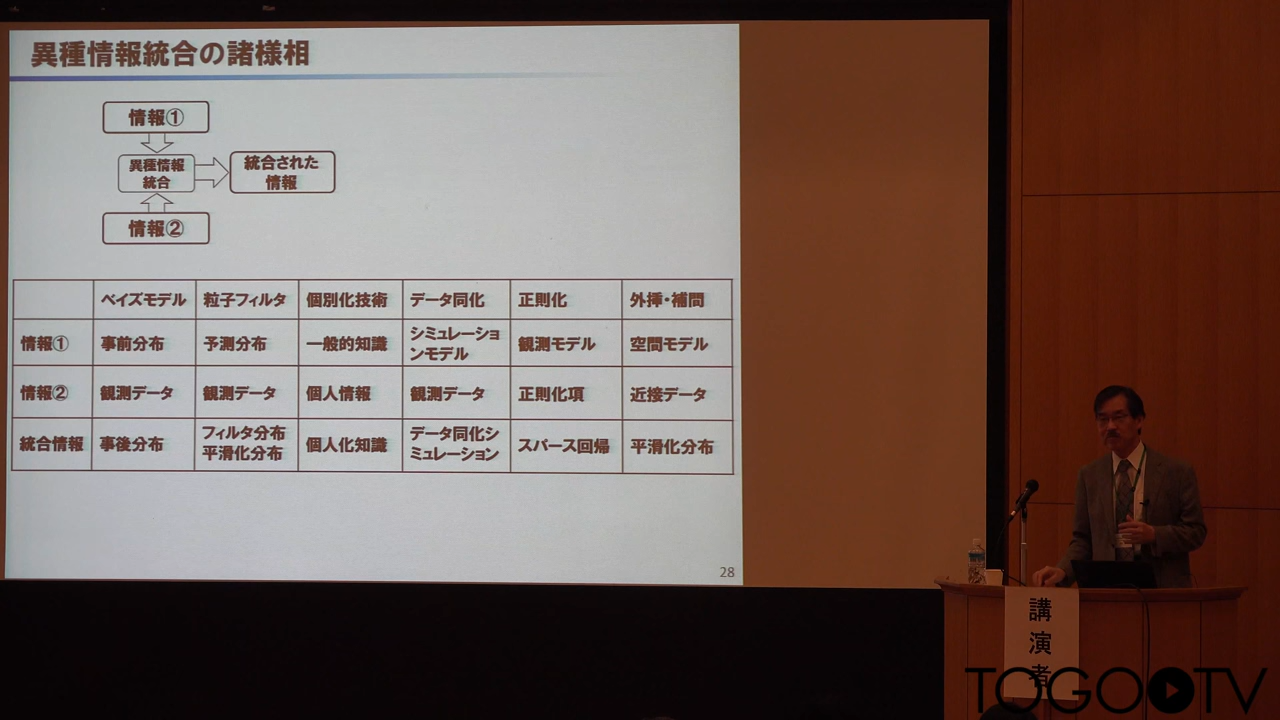 異種情報統合の諸様相
情報①
異種情報
統合
統合された
情報
情報②
ベイズモデル 粒子フィルタ 個別化技術 データ同化 正則化 外挿・補間
情報① 事前分布 予測分布 一般的知識 シミュレーショ
ンモデル 観測モデル 空間モデル
情報② 観測データ 観測データ 個人情報 観測データ 正則化項 近接データ
統合情報 事後分布 フィルタ分布
平滑化分布 個人化知識 データ同化シ
ミュレーション スパース回帰 平滑化分布
28
講
演
者
TOGOTV